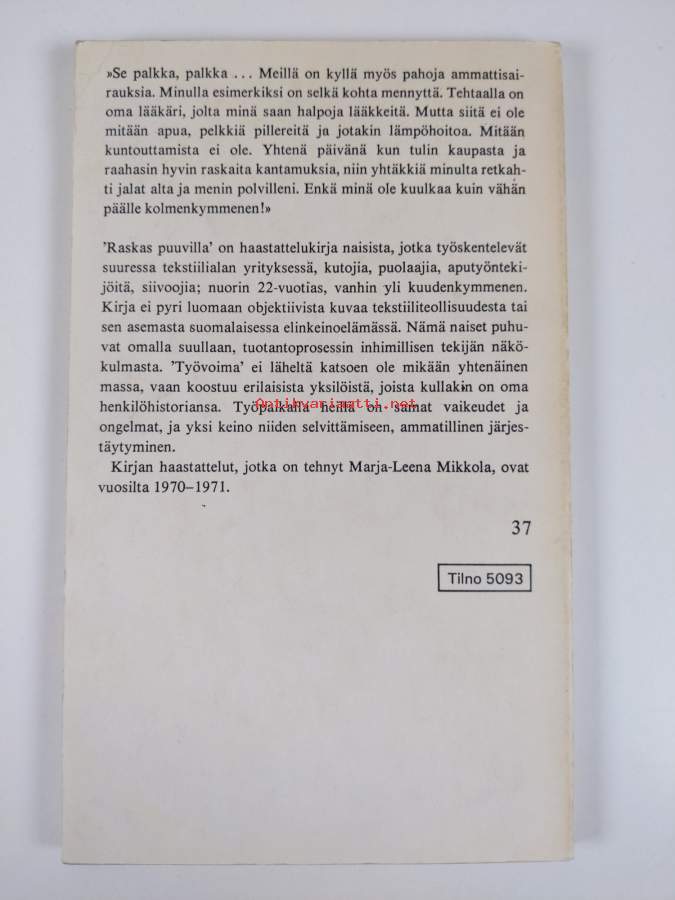 »Se palkka, palkka ... Meillä on kyllä myös pahoja ammattisai-
rauksia. Minulla esimerkiksi on selkä kohta mennyttä. Tehtaalla on
oma lääkäri, jolta minä saan halpoja lääkkeitä. Mutta siitä ei ole
mitään apua, pelkkiä pillereitä ja jotakin lämpöhoitoa. Mitään
kuntouttamista ei ole. Yhtenä päivänä kun tulin kaupasta ja
raahasin hyvin raskaita kantamuksia, niin yhtäkkiä minulta retkah-
ti jalat alta ja menin polvilleni. Enkä minä ole kuulkaa kuin vähän
päälle kolmenkymmenen!»
'Raskas puuvilla' on haastattelukirja naisista, jotka työskentelevät
suuressa tekstiilialan yrityksessä, kutojia, puolaajia, aputyönteki-
jöitä, siivoojia; nuorin 22-vuotias, vanhin yli kuudenkymmenen.
Kirja ei pyri luomaan objektiivista kuvaa tekstiiliteollisuudesta tai
sen asemasta suomalaisessa elinkeinoelämässä. Nämä naiset puhu-
vat omalla suullaan, tuotantoprosessin inhimillisen tekijän näkö-
kulmasta. 'Työvoima' ei läheltä katsoen ole mikään yhtenäinen
massa, vaan koostuu erilaisista yksilöistä, joista kullakin on oma
henkilöhistoriansa. Työpaikalla heillä on samat vaikeudet ja
Antikvariaatti.net
ongelmat, ja yksi keino niiden selvittämiseen, ammatillinen järjes-
täytyminen.
Kirjan haastattelut, jotka on tehnyt Marja-Leena Mikkola, ovat
vuosilta 1970–1971.
37
Tilno 5093